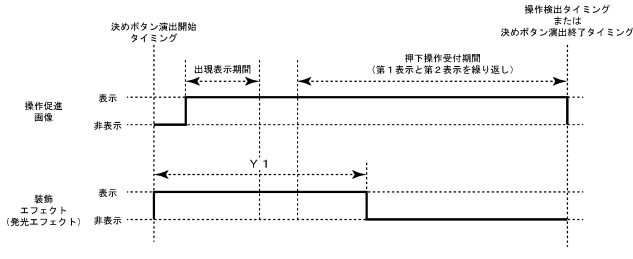 決めボタン演出開始
タイミング
操作検出タイミング
または
決めボタン演出終了タイミング
出現表示期間
押下操作受付期間
（第１表示と第２表示を繰り返し）
操作促進
画像
表示
非表示
Ｙ１
装飾
エフェクト
（発光エフェクト）
表示
非表示